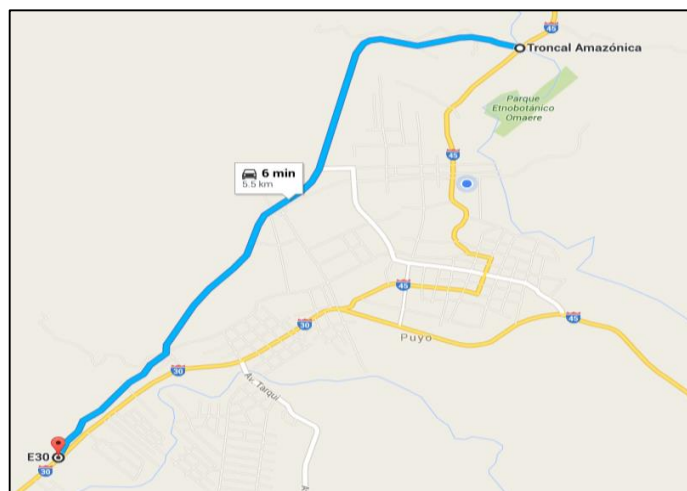 45
Troncal Amazónica
Parque
Etnobotánico
Omaere
45
6 min
5.5 km
45
30
45
Puyo
30
Av. Tarqui
E30
30
A